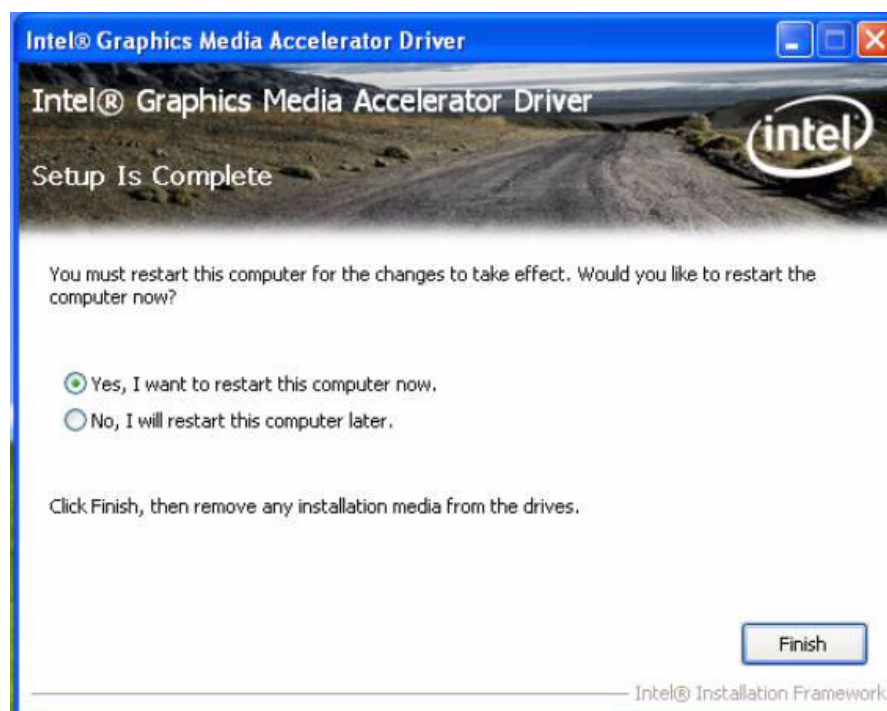 Intel® Graphics Media Accelerator Driver
Intel® Graphics Media Accelerator Driver
intel
Setup Is Complete
You must restart this computer for the changes to take effect. Would you like to restart the
computer now?
Yes, I want to restart this computer now.
No, I will restart this computer later.
Click Finish, then remove any installation media from the drives.
Finish
Intel® Installation Framework